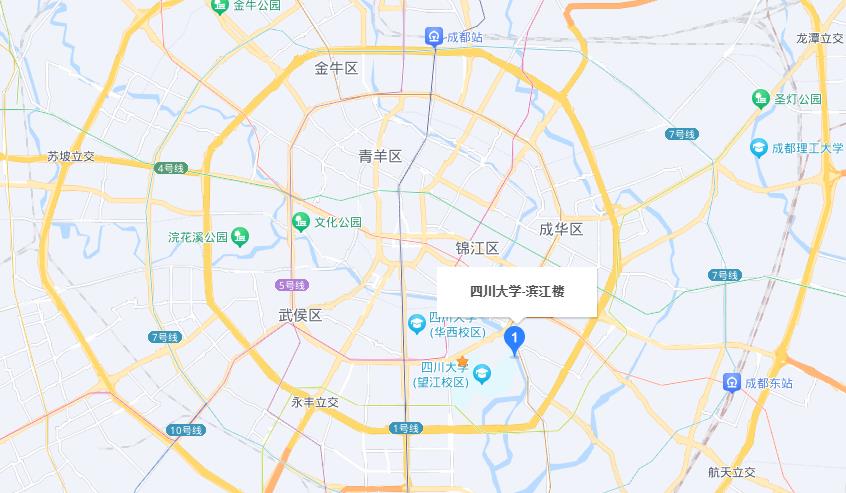 金牛公园
成都站
龙潭立交
金牛区
圣灯公园
7号线
成都理工大学
苏坡立交
青羊区
4号线
文化公园
成华区
浣花溪公园
锦江区
7号线
5号线
四川大学-滨江楼
武侯区
四川大学
(华西校区)
1
7号线
四川大学
(望江校区)
成都东站
永丰立交
10号线
1号线
航天立交